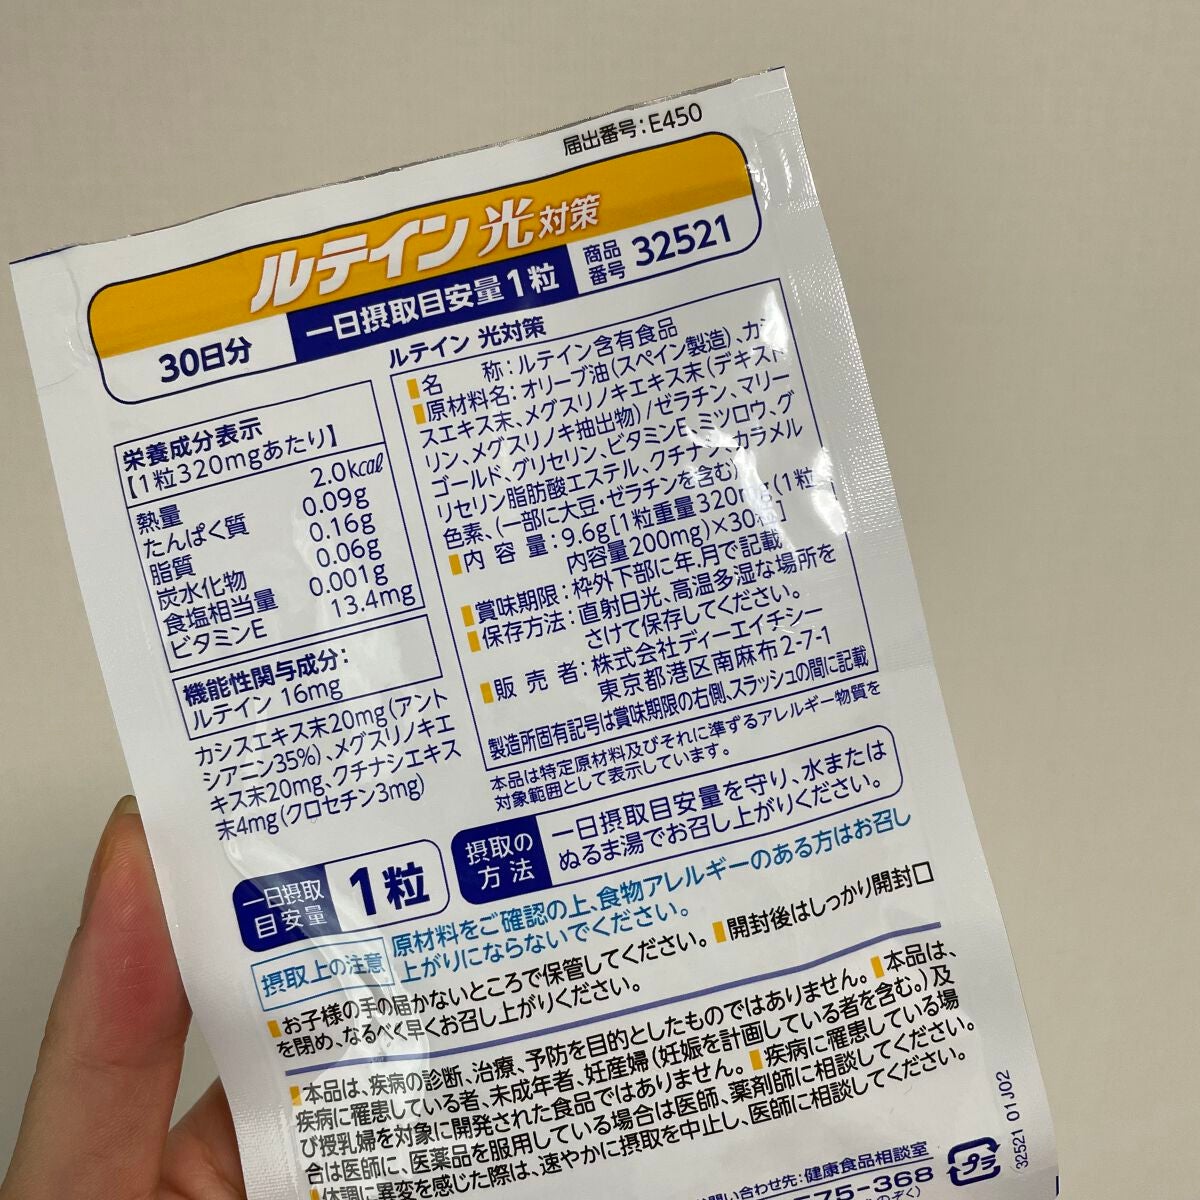 届出番号:E450
ルテイン 光対策
30日分
一日摂取目安量1粒
商品番号 32521
栄養成分表示
【1粒320mgあたり】
熱量 2.0kcal
たんぱく質 0.09g
脂質 0.16g
炭水化物 0.06g
食塩相当量 0.001g
ビタミンE 13.4mg
機能性関与成分:
ルテイン 16mg
カシスエキス末20mg(アント
シアニン35%)、メグスリノキエ
キス末20mg、クチナシエキス
末4mg(クロセチン3mg)
ルテイン 光対策
名称:ルテイン含有食品
原材料名:オリーブ油(スペイン製造)、カシ
スエキス末、メグスリノキエキス末(デキスト
リン、メグスリノキ抽出物)/ゼラチン、マリー
ゴールド、グリセリン、ビタミンE、ミツロウ、グ
リセリン脂肪酸エステル、クチナシ、カラメル
色素、(一部に大豆・ゼラチンを含む)
内容量:9.6g[1粒重量320mg(1粒
内容量200mg)×30粒]
賞味期限:枠外下部に年.月で記載
保存方法:直射日光、高温多湿な場所を
さけて保存してください。
販売者:株式会社ディーエイチシー
東京都港区南麻布2-7-1
製造所固有記号は賞味期限の右側、スラッシュの間に記載
本品は特定原材料及びそれに準ずるアレルギー物質を
対象範囲として表示しています。
一日摂取目安量 1粒
摂取の方法
一日摂取目安量を守り、水または
ぬるま湯でお召し上がりください。
摂取上の注意
原材料をご確認の上、食物アレルギーのある方はお召し
上がりにならないでください。
お子様の手の届かないところで保管してください。 開封後はしっかり開封口
を閉め、なるべく早くお召し上がりください。
本品は、疾病の診断、治療、予防を目的としたものではありません。 本品は、
疾病に罹患している者、未成年者、妊産婦(妊娠を計画している者を含む。)及
び授乳婦を対象に開発された食品ではありません。 疾病に罹患している場
合は医師に、医薬品を服用している場合は医師、薬剤師に相談してください。
体調に異変を感じた際は、速やかに摂取を中止し、医師に相談してください。
問い合わせ先:健康食品相談室
75-368
のぞく)
プラ
32521 01J02